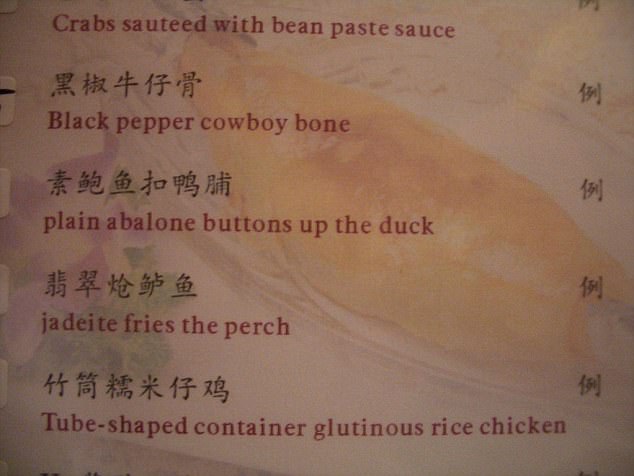 Crabs sauteed with bean paste sauce
黑椒牛仔骨 例
Black pepper cowboy bone
素鲍鱼扣鸭脯 例
plain abalone buttons up the duck
翡翠炝鲈鱼 例
jadeite fries the perch
竹筒糯米仔鸡 例
Tube-shaped container glutinous rice chicken